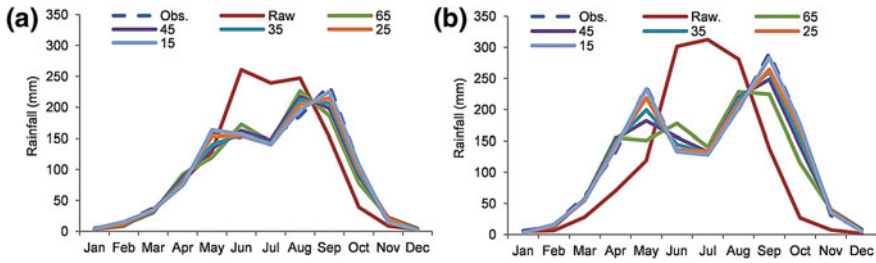 (a)
Obs. Raw 65
45 35 25
15
Rainfall (mm)
350
300
250
200
150
100
50
0
Jan Feb Mar Apr May Jun Jul Aug Sep Oct Nov Dec
(b)
Obs. Raw. 65
45 35 25
15
Rainfall (mm)
350
300
250
200
150
100
50
0
Jan Feb Mar Apr May Jun Jul Aug Sep Oct Nov Dec